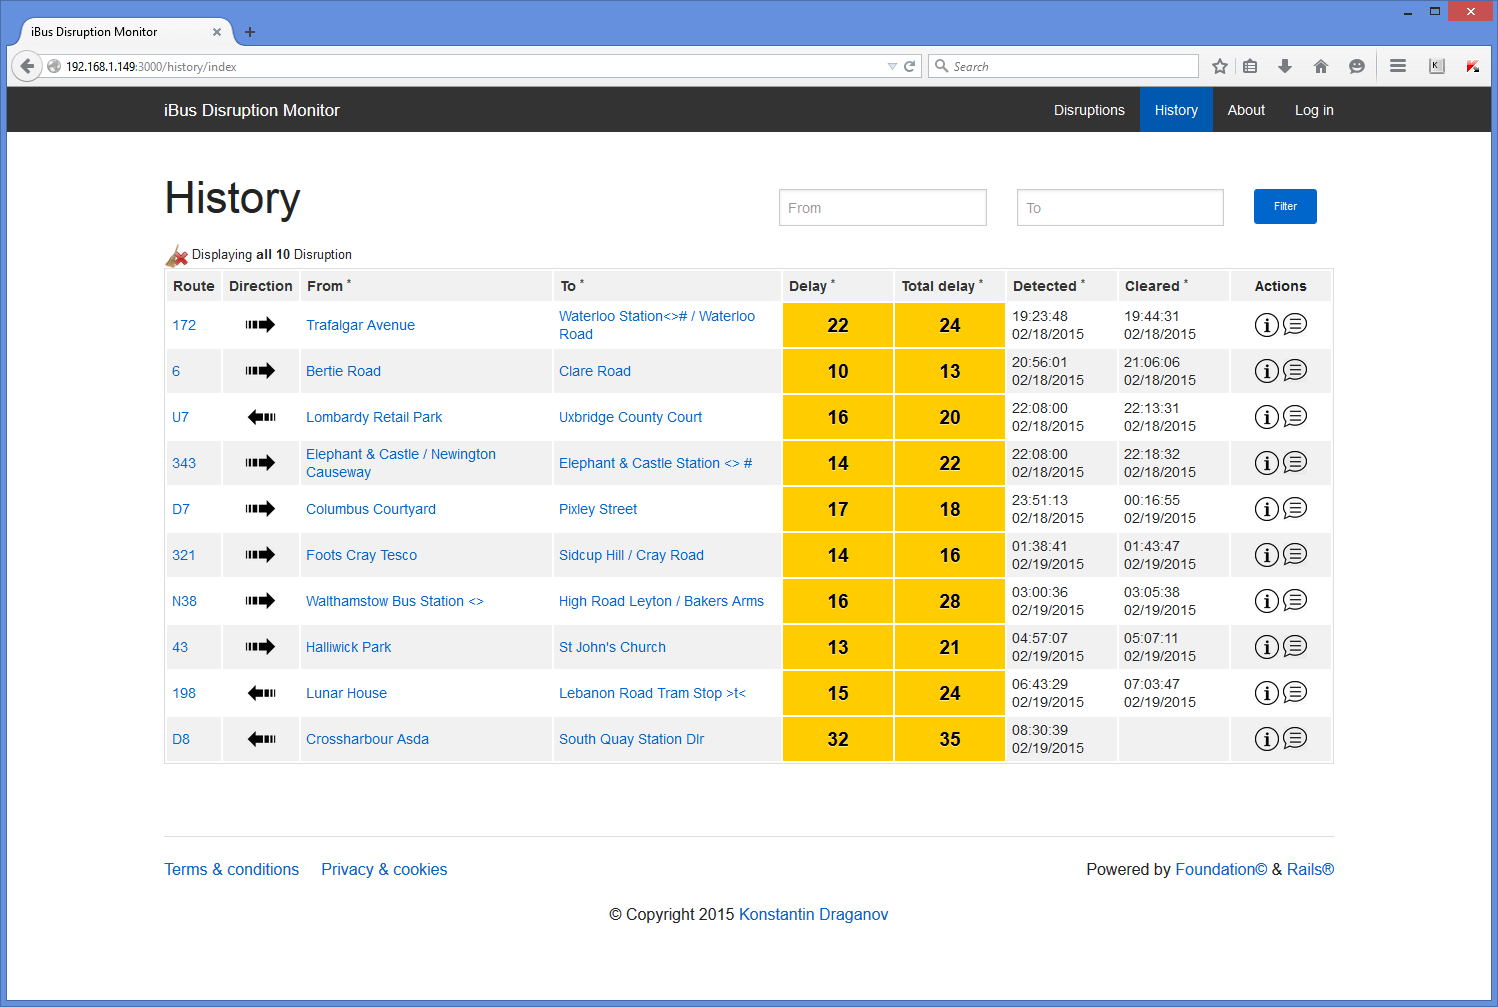 iBus Disruption Monitor
192.168.1.149:3000/history/index
Search
iBus Disruption Monitor
Disruptions
History
About
Log in
History
From
To
Filter
Displaying all 10 Disruption
Route Direction From * To * Delay * Total delay * Detected * Cleared * Actions
172 Trafalgar Avenue Waterloo Station<># / Waterloo 22 24 19:23:48 19:44:31
Road 02/18/2015 02/18/2015
6 Bertie Road Clare Road 10 13 20:56:01 21:06:06
02/18/2015 02/18/2015
U7 Lombardy Retail Park Uxbridge County Court 16 20 22:08:00 22:13:31
02/18/2015 02/18/2015
343 Elephant & Castle / Newington Elephant & Castle Station <> # 14 22 22:08:00 22:18:32
Causeway 02/18/2015 02/18/2015
D7 Columbus Courtyard Pixley Street 17 18 23:51:13 00:16:55
02/18/2015 02/19/2015
321 Foots Cray Tesco Sidcup Hill / Cray Road 14 16 01:38:41 01:43:47
02/19/2015 02/19/2015
N38 Walthamstow Bus Station <> High Road Leyton / Bakers Arms 16 28 03:00:36 03:05:38
02/19/2015 02/19/2015
43 Halliwick Park St John's Church 13 21 04:57:07 05:07:11
02/19/2015 02/19/2015
198 Lunar House Lebanon Road Tram Stop >t< 15 24 06:43:29 07:03:47
02/19/2015 02/19/2015
D8 Crossharbour Asda South Quay Station Dlr 32 35 08:30:39
02/19/2015
Terms & conditions Privacy & cookies Powered by Foundation© & Rails®
© Copyright 2015 Konstantin Draganov